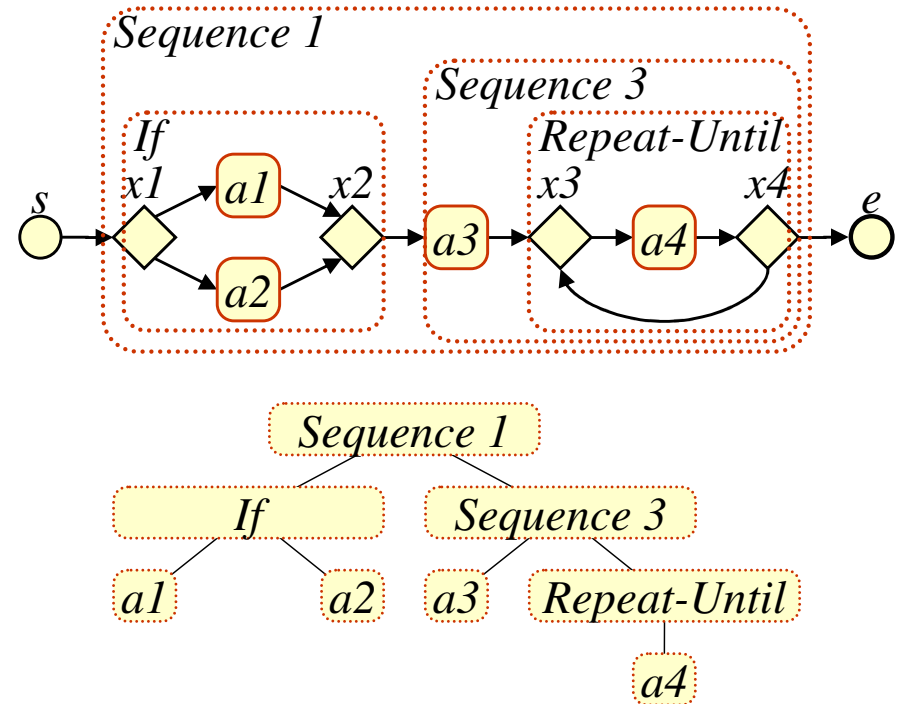 Sequence 1
Sequence 3
If
Repeat-Until
s
x1
a1
x2
x3
x4
e
a3
a4
a2
Sequence 1
If
Sequence 3
a1
a2
a3
Repeat-Until
a4